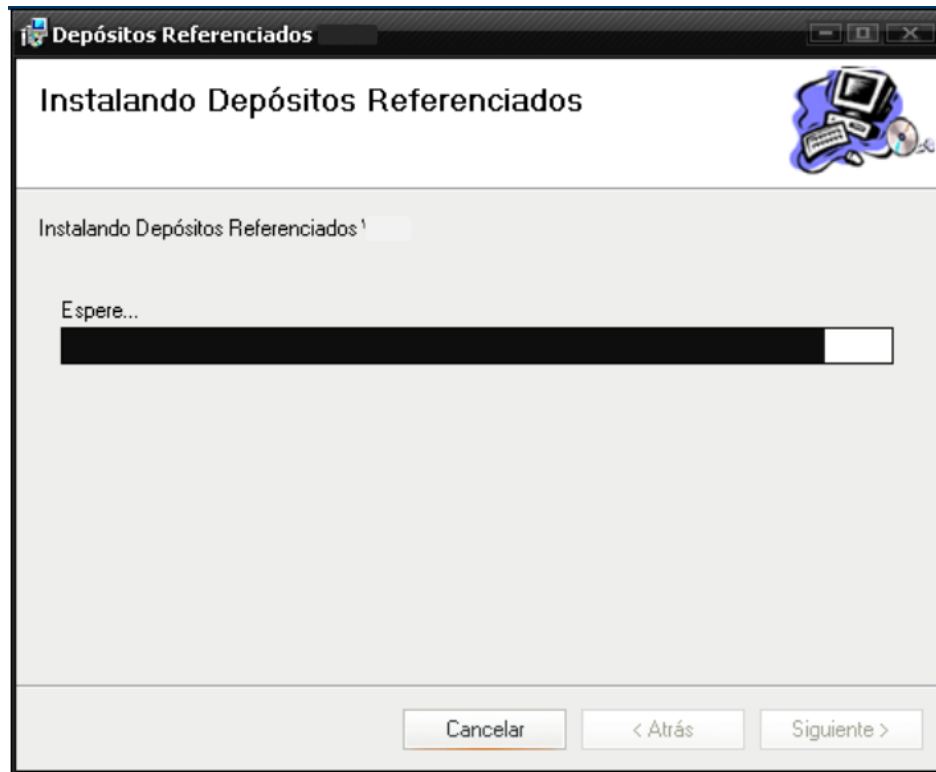 Depósitos Referenciados
Instalando Depósitos Referenciados
Instalando Depósitos Referenciados
Espere...
Cancelar
< Atrás
Siguiente >